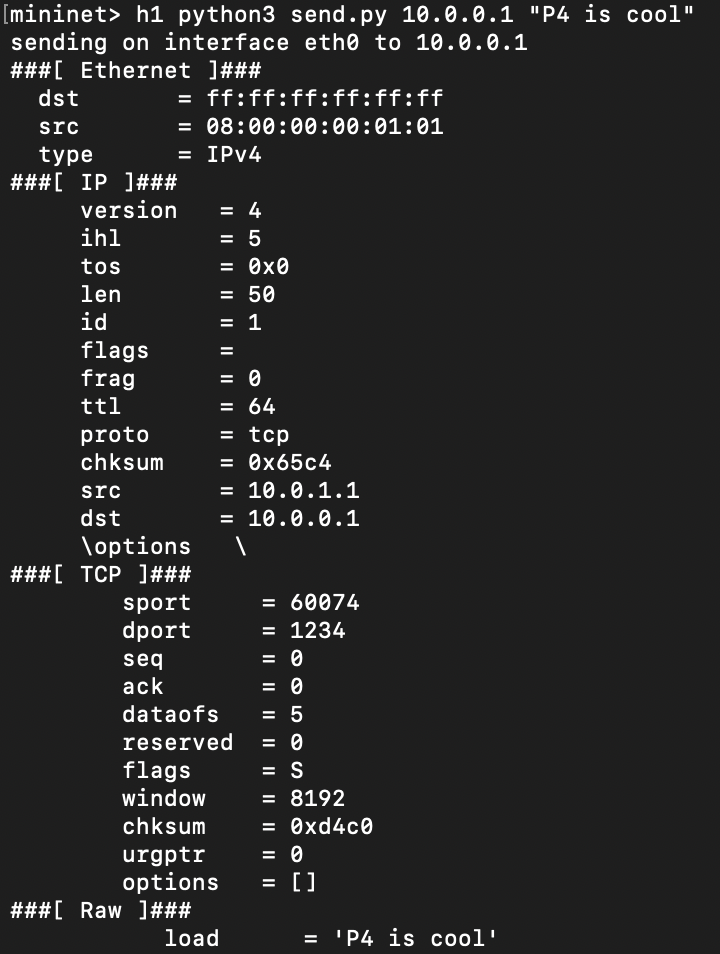 [mininet> h1 python3 send.py 10.0.0.1 "P4 is cool"
sending on interface eth0 to 10.0.0.1
###[ Ethernet ]###
  dst       = ff:ff:ff:ff:ff:ff
  src       = 08:00:00:00:01:01
  type      = IPv4
###[ IP ]###
     version   = 4
     ihl       = 5
     tos       = 0x0
     len       = 50
     id        = 1
     flags     =
     frag      = 0
     ttl       = 64
     proto     = tcp
     chksum    = 0x65c4
     src       = 10.0.1.1
     dst       = 10.0.0.1
     \options   \
###[ TCP ]###
        sport     = 60074
        dport     = 1234
        seq       = 0
        ack       = 0
        dataofs   = 5
        reserved  = 0
        flags     = S
        window    = 8192
        chksum    = 0xd4c0
        urgptr    = 0
        options   = []
###[ Raw ]###
           load      = 'P4 is cool'